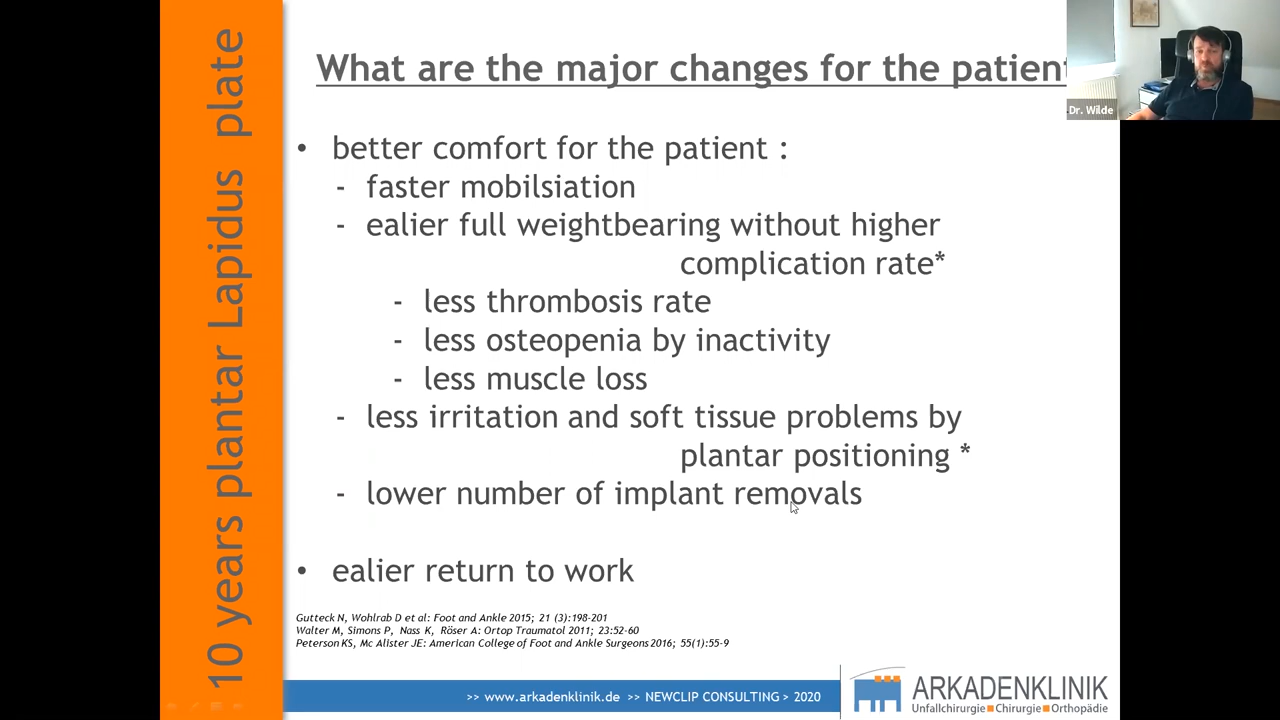 10 years plantar Lapidus plate
What are the major changes for the patient
Dr. Wilde
• better comfort for the patient :
- faster mobilsiation
- ealier full weightbearing without higher
complication rate*
- less thrombosis rate
- less osteopenia by inactivity
- less muscle loss
- less irritation and soft tissue problems by
plantar positioning *
- lower number of implant removals
• ealier return to work
Gutteck N, Wohlrab D et al: Foot and Ankle 2015; 21 (3):198-201
Walter M, Simons P, Nass K, Röser A: Ortop Traumatol 2011; 23:52-60
Peterson KS, Mc Alister JE: American College of Foot and Ankle Surgeons 2016; 55(1):55-9
>> www.arkadenklinik.de >> NEWCLIP CONSULTING > 2020
ARKADENKLINIK
Unfallchirurgie ■ Chirurgie ■ Orthopädie